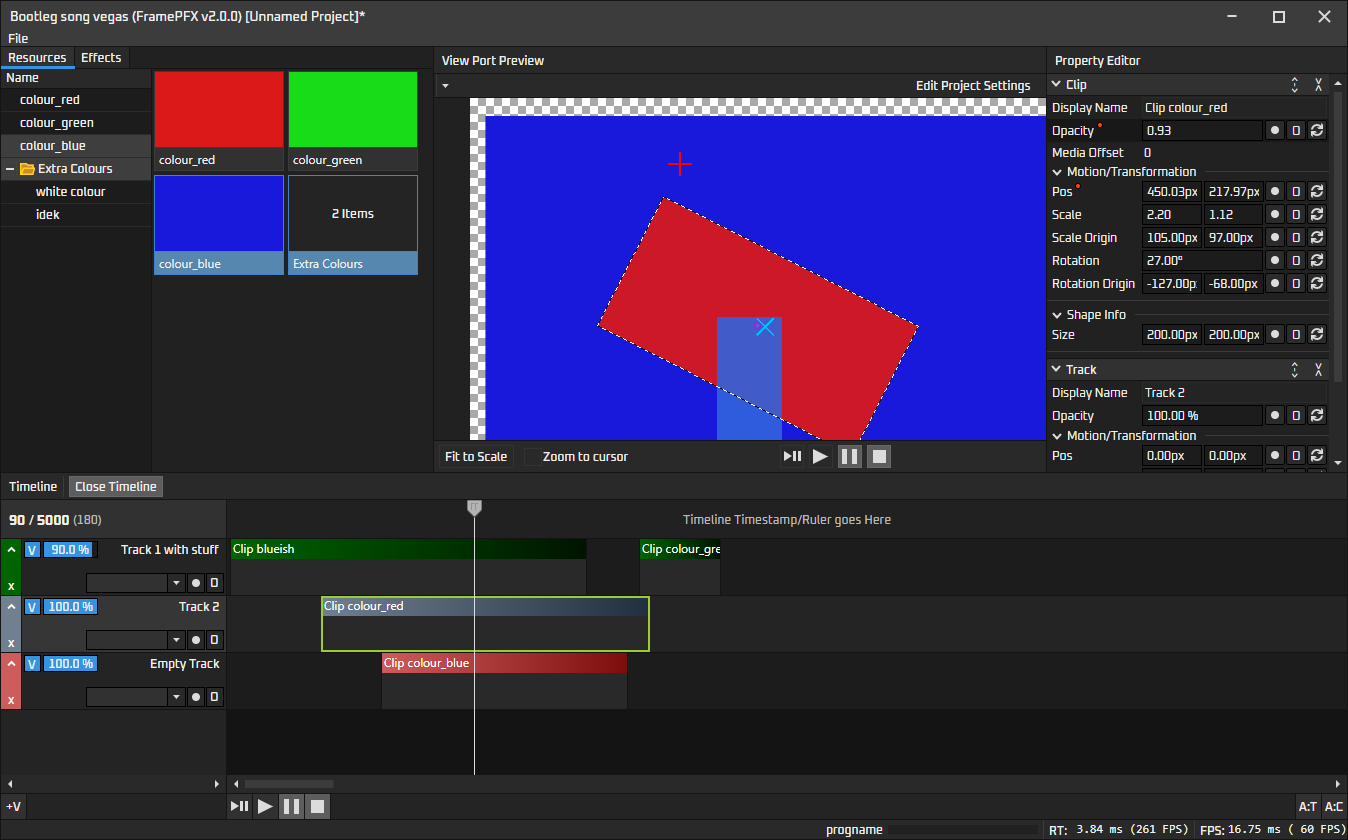 Bootleg song vegas (FramePFX v2.0.0) [Unnamed Project]*
File
Resources Effects
Name
colour_red
colour_green
colour_blue
Extra Colours
white colour
idek
colour_red
colour_green
2 Items
colour_blue
Extra Colours
View Port Preview
Edit Project Settings
Fit to Scale
Zoom to cursor
Property Editor
Clip
Display Name Clip colour_red
Opacity 0.93
Media Offset 0
Motion/Transformation
Pos 450.03px 217.97px
Scale 2.20 1.12
Scale Origin 105.00px 97.00px
Rotation 27.00°
Rotation Origin -127.00p: -68.00px
Shape Info
Size 200.00px 200.00px
Track
Display Name Track 2
Opacity 100.00 %
Motion/Transformation
Pos 0.00px 0.00px
Timeline Close Timeline
90 / 5000 (180)
Timeline Timestamp/Ruler goes Here
V 90.0 % Track 1 with stuff
x
Clip blueish
Clip colour_gre
V 100.0 % Track 2
x
Clip colour_red
V 100.0 % Empty Track
x
Clip colour_blue
+V
A:T A:C
progname
RT: 3.84 ms (261 FPS) FPS: 16.75 ms ( 60 FPS)